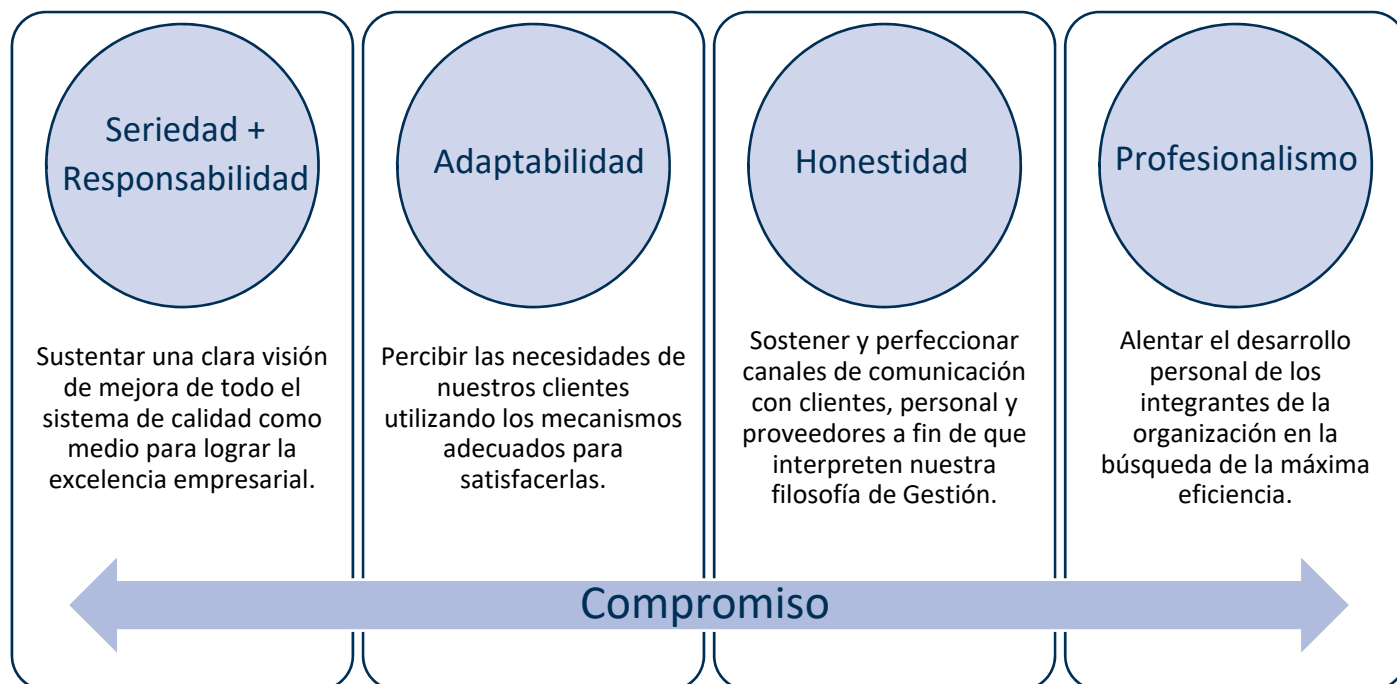 Seriedad +
Responsabilidad
Sustentar una clara visión
de mejora de todo el
sistema de calidad como
medio para lograr la
excelencia empresarial.
Adaptabilidad
Percibir las necesidades de
nuestros clientes
utilizando los mecanismos
adecuados para
satisfacerlas.
Honestidad
Sostener y perfeccionar
canales de comunicación
con clientes, personal y
proveedores a fin de que
interpreten nuestra
filosofía de Gestión.
Profesionalismo
Alentar el desarrollo
personal de los
integrantes de la
organización en la
búsqueda de la máxima
eficiencia.
Compromiso